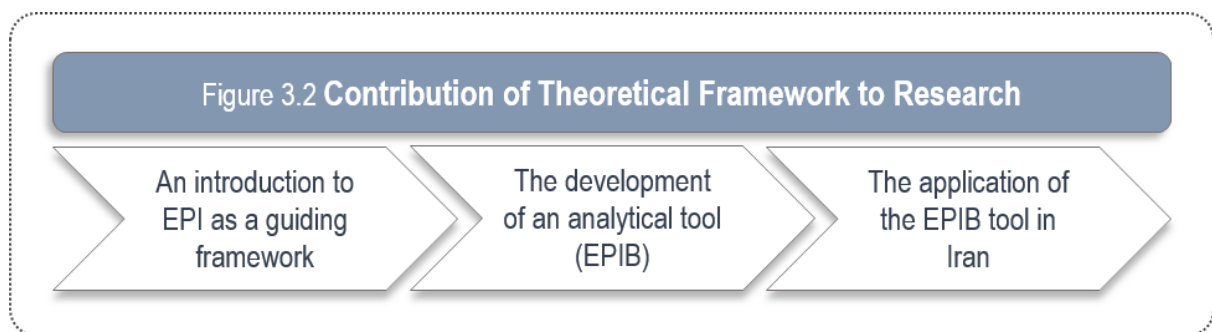 Figure 3.2 Contribution of Theoretical Framework to Research
An introduction to
EPI as a guiding
framework
The development
of an analytical tool
(EPIB)
The application of
the EPIB tool in
Iran